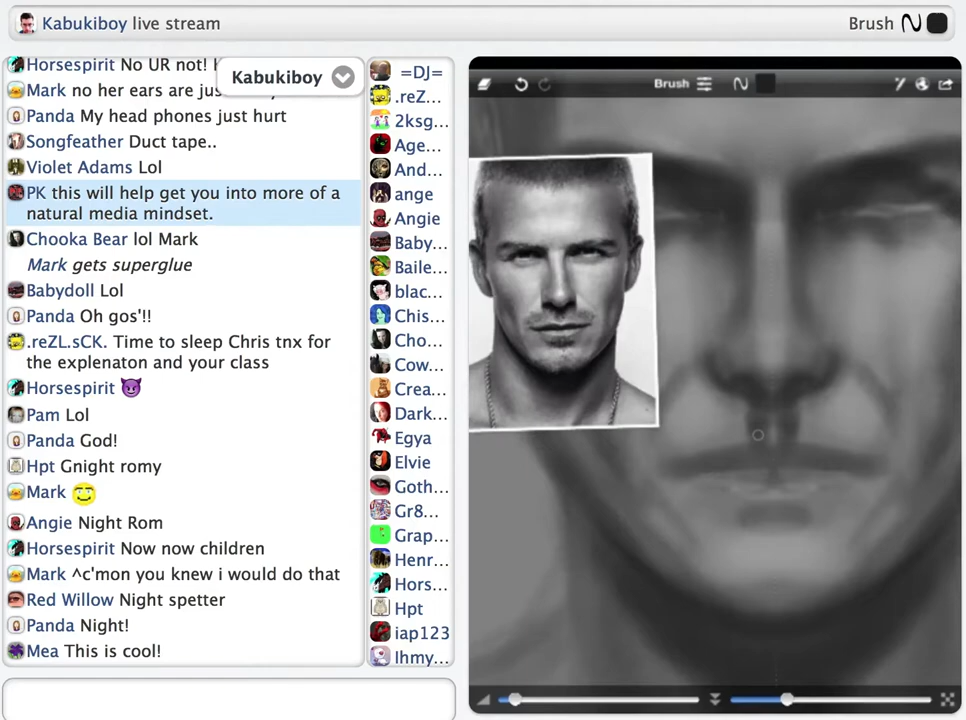 Kabukiboy live stream
Brush
Horsespirit No UR not!
Kabukiboy
Mark no her ears are
Panda My head phones just hurt
Songfeather Duct tape..
Violet Adams Lol
PK this will help get you into more of a
natural media mindset.
Chooka Bear lol Mark
Mark gets superglue
Babydoll Lol
Panda Oh gos'!!
.reZL.sCK. Time to sleep Chris tnx for
the explenaton and your class
Horsespirit
Pam Lol
Panda God!
Hpt Gnight romy
Mark
Angie Night Rom
Horsespirit Now now children
Mark ^c'mon you knew i would do that
Red Willow Night spetter
Panda Night!
Mea This is cool!
=DJ=
.reZ...
2ksg...
Age...
And...
ange
Angie
Baby...
Baile...
blac...
Chis...
Cho...
Cow...
Crea...
Dark...
Egya
Elvie
Goth...
Gr8...
Grap...
Henr...
Hors...
Hpt
iap123
Ihmy...
Brush